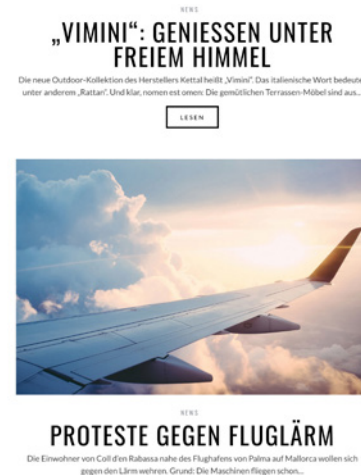 NEWS
„VIMINI“: GENIESSEN UNTER
FREIEM HIMMEL
Die neue Outdoor-Kollektion des Herstellers Kettal heißt „Vimini“. Das italienische Wort bedeute
unter anderem „Rattan“. Und klar, nomen est omen: Die gemütlichen Terrassen-Möbel sind aus...
LESEN
NEWS
PROTESTE GEGEN FLUGLÄRM
Die Einwohner von Coll d'en Rabassa nahe des Flughafens von Palma auf Mallorca wollen sich
gegen den Lärm wehren. Grund: Die Maschinen fliegen schon...